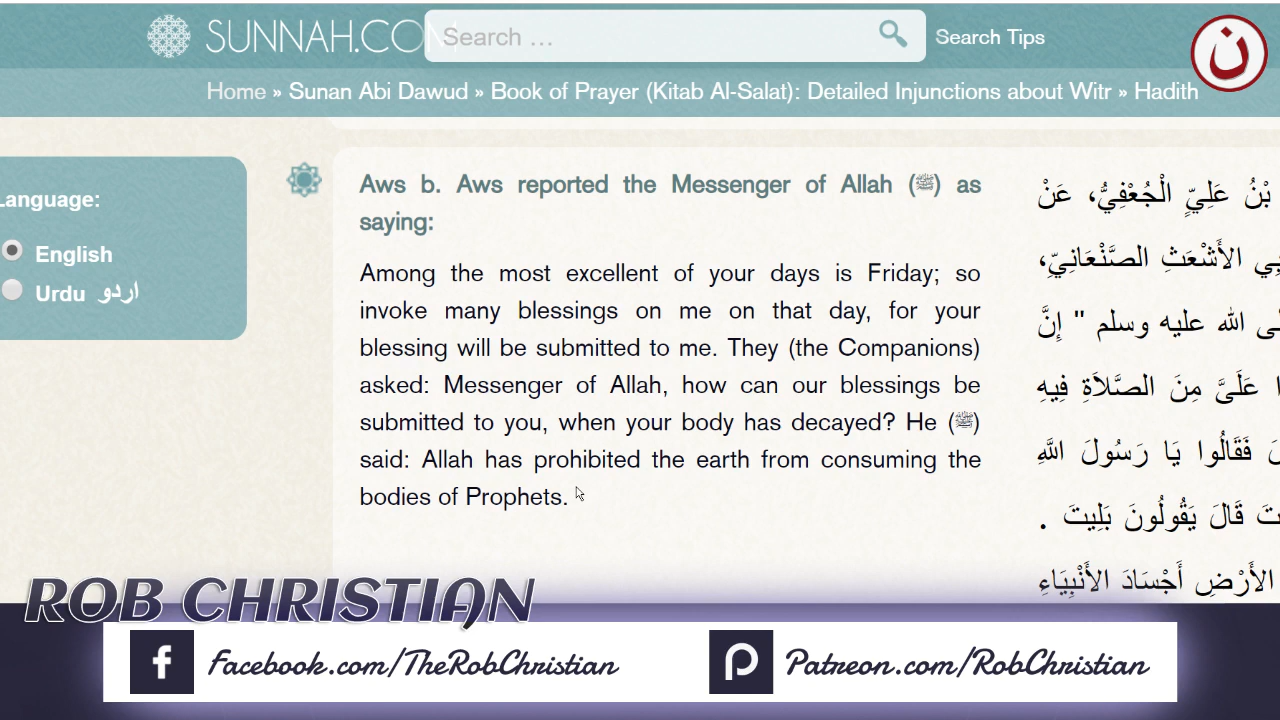 SUNNAH.COM
Search ...
Search Tips
ن
Home » Sunan Abi Dawud » Book of Prayer (Kitab Al-Salat): Detailed Injunctions about Witr » Hadith
Language:
English
Urdu اردو
Aws b. Aws reported the Messenger of Allah (ﷺ) as
saying:
Among the most excellent of your days is Friday; so
invoke many blessings on me on that day, for your
blessing will be submitted to me. They (the Companions)
asked: Messenger of Allah, how can our blessings be
submitted to you, when your body has decayed? He (ﷺ)
said: Allah has prohibited the earth from consuming the
bodies of Prophets.
بْنُ عَلِيٍّ الْجُعْفِيُّ، عَنْ
الأَشْعَثِ الصَّنْعَانِيِّ،
الله عليه وسلم " إِنَّ
عَلَىَّ مِنَ الصَّلاَةِ فِيهِ
فَقَالُوا يَا رَسُولَ اللَّهِ
قَالَ يَقُولُونَ بَلِيتَ .
الأَرْضِ أَجْسَادَ الأَنْبِيَاءِ
ROB CHRISTIAN
f Facebook.com/TheRobChristian
Patreon.com/RobChristian